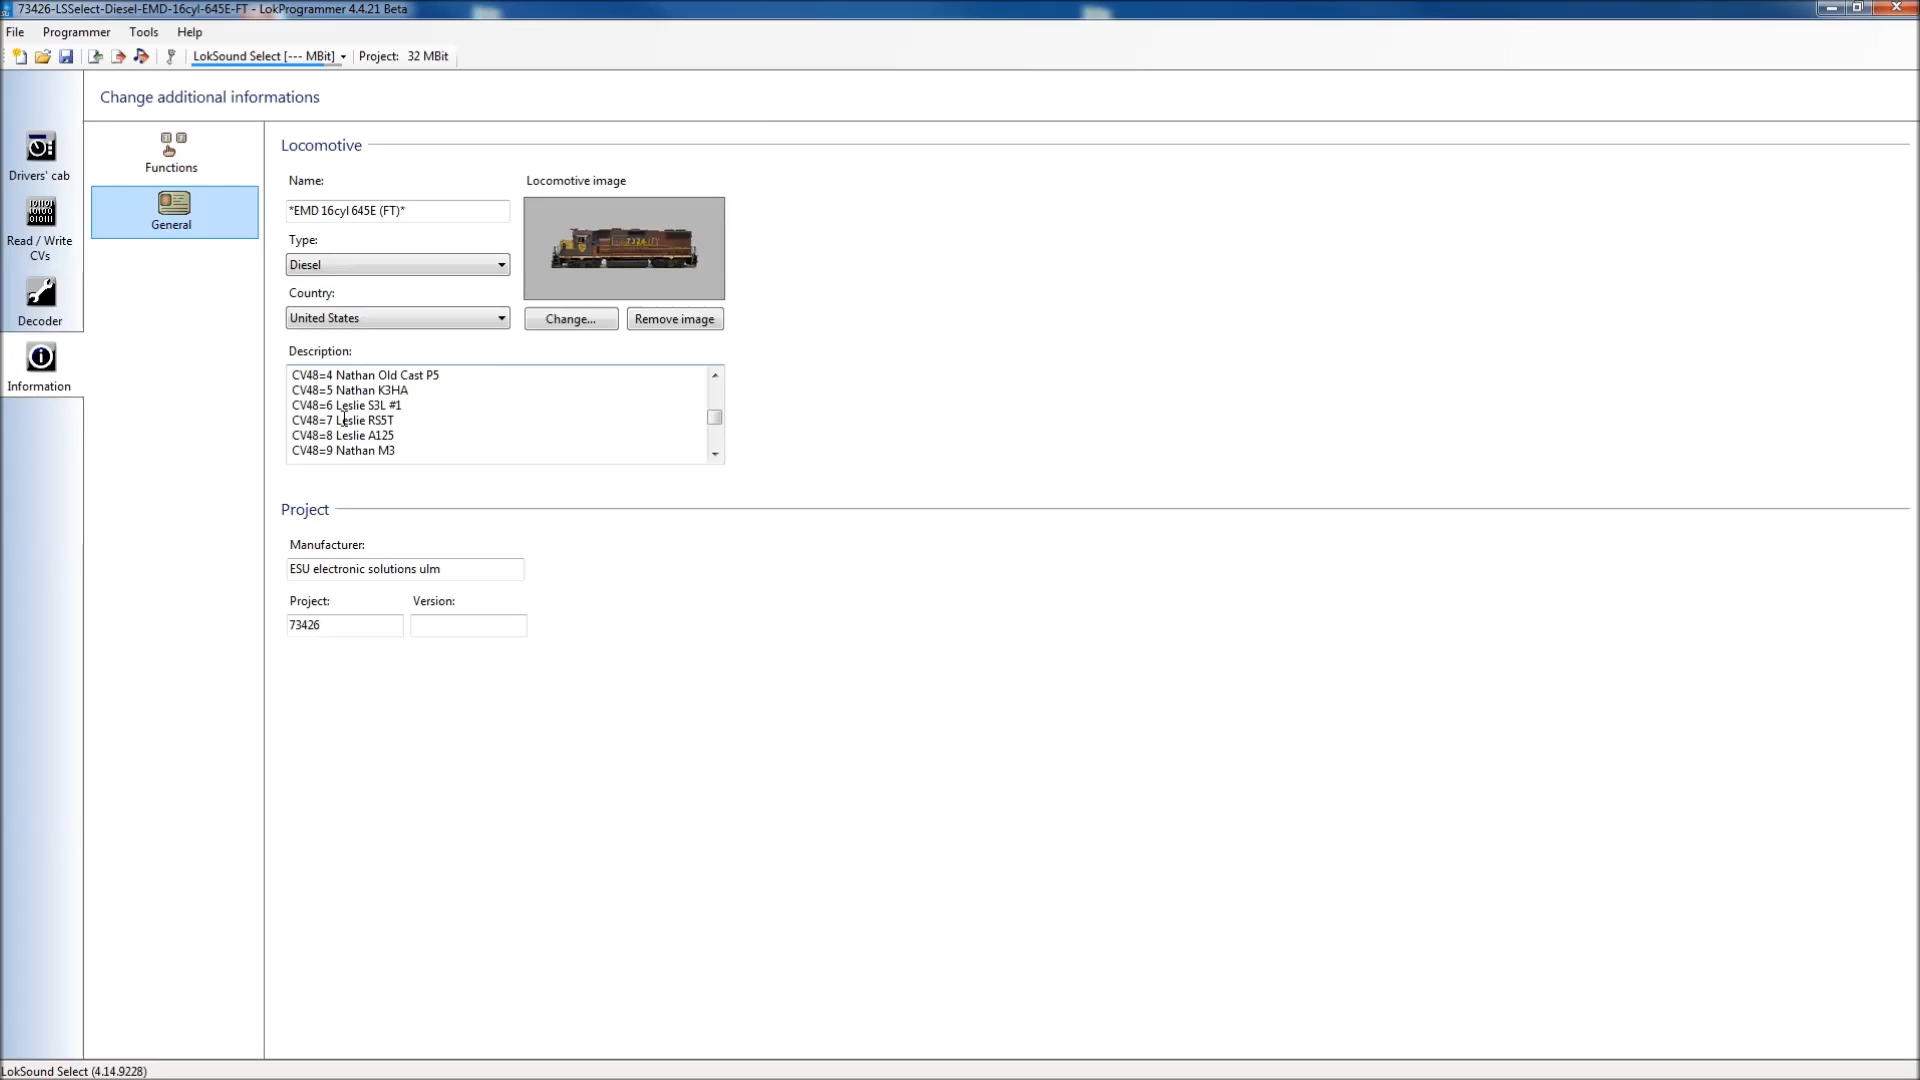 73426-LSSelect-Diesel-EMD-16cyl-645E-FT - LokProgrammer 4.4.21 Beta
File Programmer Tools Help
LokSound Select [--- MBit] Project: 32 MBit
Change additional informations
Drivers' cab
Read / Write
CVs
Decoder
Information
Functions
General
Locomotive
Name:
*EMD 16cyl 645E (FT)*
Type:
Diesel
Country:
United States
Locomotive image
Change...
Remove image
Description:
CV48=4 Nathan Old Cast P5
CV48=5 Nathan K3HA
CV48=6 Leslie S3L #1
CV48=7 Leslie RS5T
CV48=8 Leslie A125
CV48=9 Nathan M3
Project
Manufacturer:
ESU electronic solutions ulm
Project: Version:
73426
LokSound Select (4.14.9228)